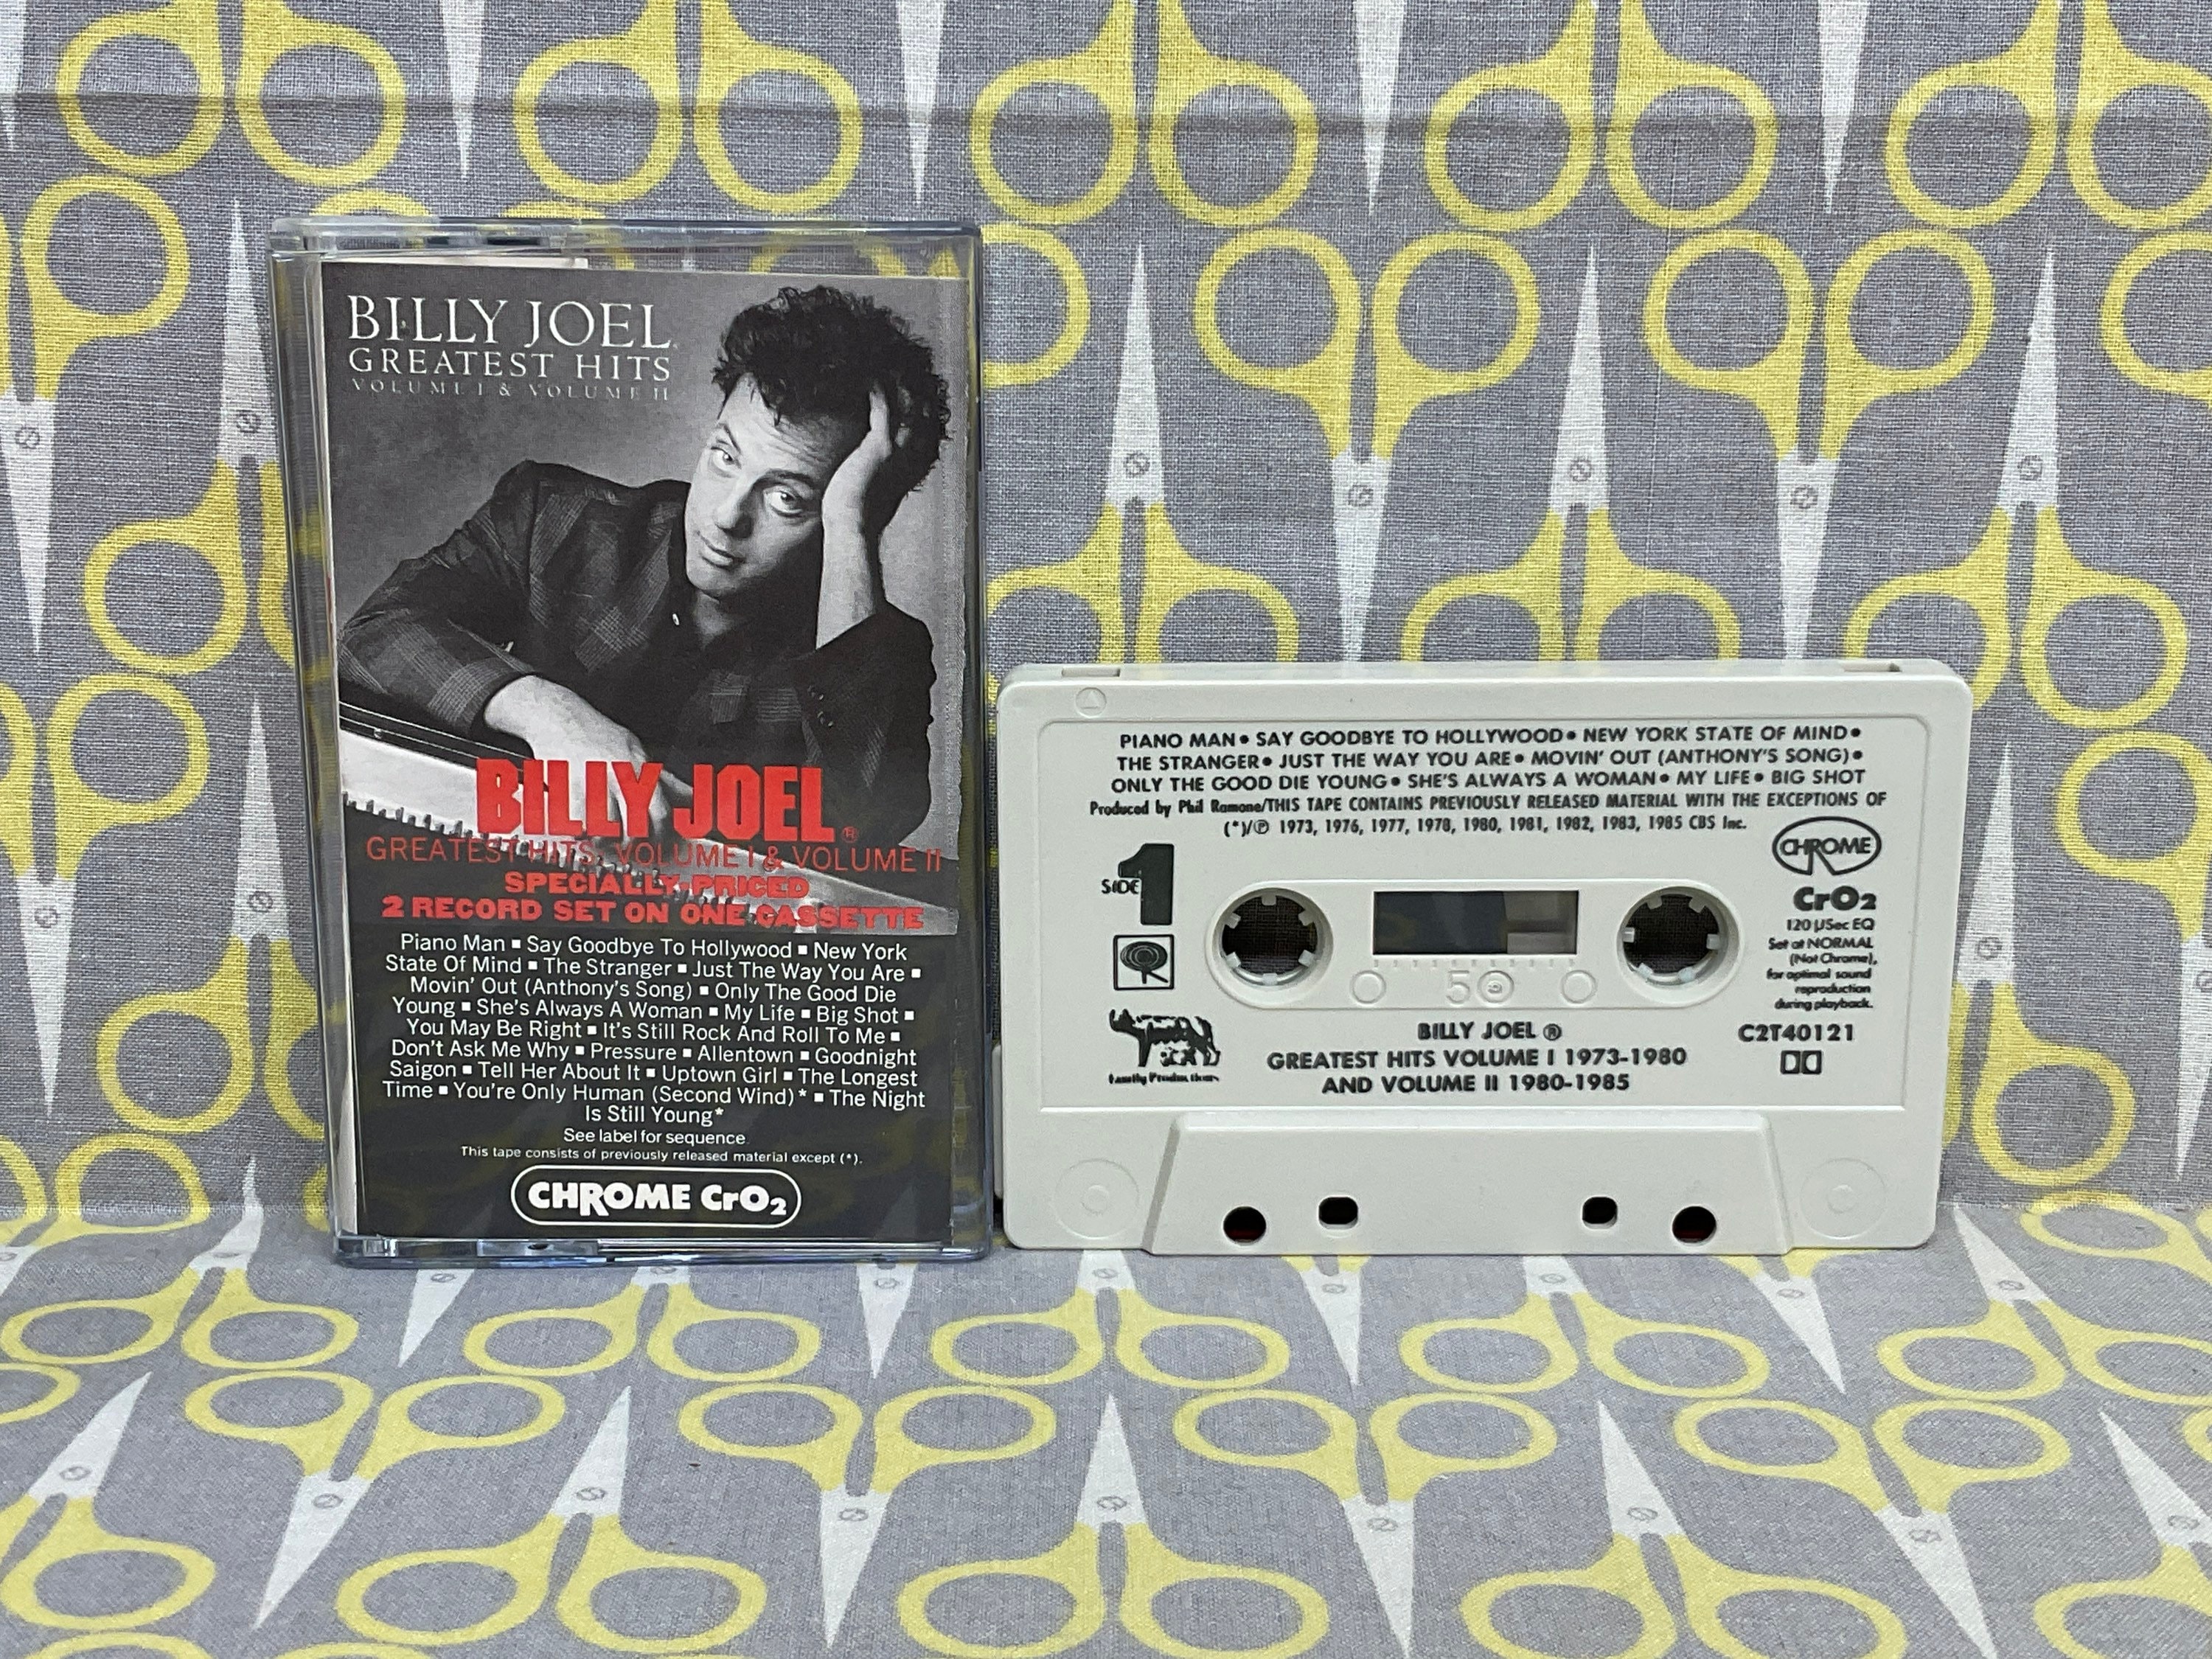 BILLY JOEL
GREATEST HITS
VOLUME I & VOLUME II
BILLY JOEL®
GREATEST HITS, VOLUME I & VOLUME II
SPECIALLY-PRICED
2 RECORD SET ON ONE CASSETTE
Piano Man ▪ Say Goodbye To Hollywood ▪ New York
State Of Mind ▪ The Stranger ▪ Just The Way You Are ▪
Movin' Out (Anthony's Song) ▪ Only The Good Die
Young ▪ She's Always A Woman ▪ My Life ▪ Big Shot ▪
You May Be Right ▪ It's Still Rock And Roll To Me ▪
Don't Ask Me Why ▪ Pressure ▪ Allentown ▪ Goodnight
Saigon ▪ Tell Her About It ▪ Uptown Girl ▪ The Longest
Time ▪ You're Only Human (Second Wind)* ▪ The Night
Is Still Young*
See label for sequence
This tape consists of previously released material except (*).
CHROME CrO2
PIANO MAN • SAY GOODBYE TO HOLLYWOOD • NEW YORK STATE OF MIND •
THE STRANGER • JUST THE WAY YOU ARE • MOVIN' OUT (ANTHONY'S SONG) •
ONLY THE GOOD DIE YOUNG • SHE'S ALWAYS A WOMAN • MY LIFE • BIG SHOT
Produced by Phil Ramone/THIS TAPE CONTAINS PREVIOUSLY RELEASED MATERIAL WITH THE EXCEPTIONS OF
(*)/℗ 1973, 1976, 1977, 1978, 1980, 1981, 1982, 1983, 1985 CBS Inc.
CHROME
SIDE 1
CrO2
120 µSec EQ
Set at NORMAL
(Not Chrome),
for optimal sound
reproduction
during playback.
50
Family Productions
BILLY JOEL ®
GREATEST HITS VOLUME I 1973-1980
AND VOLUME II 1980-1985
C2T40121